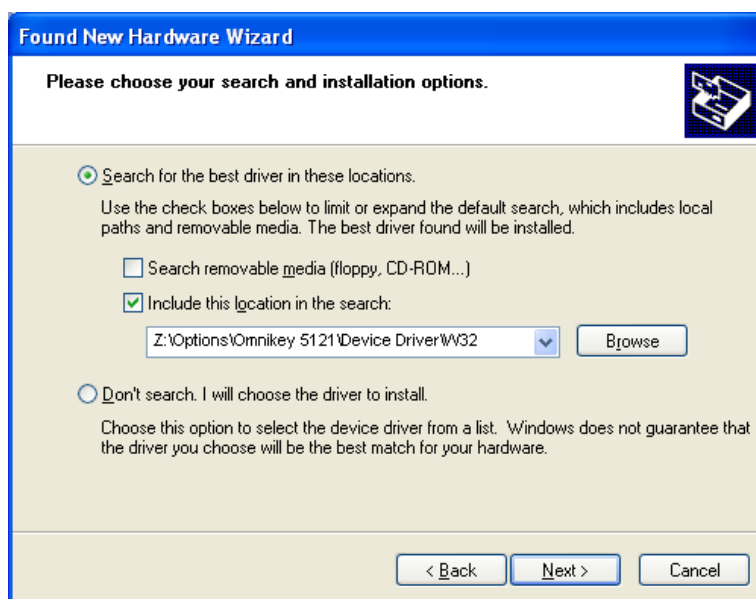 Found New Hardware Wizard
Please choose your search and installation options.
Search for the best driver in these locations.
Use the check boxes below to limit or expand the default search, which includes local
paths and removable media. The best driver found will be installed.
Search removable media (floppy, CD-ROM...)
Include this location in the search:
Z:\Options\Omnikey 5121\Device Driver\W32
Browse
Don't search. I will choose the driver to install.
Choose this option to select the device driver from a list.  Windows does not guarantee that
the driver you choose will be the best match for your hardware.
< Back
Next >
Cancel